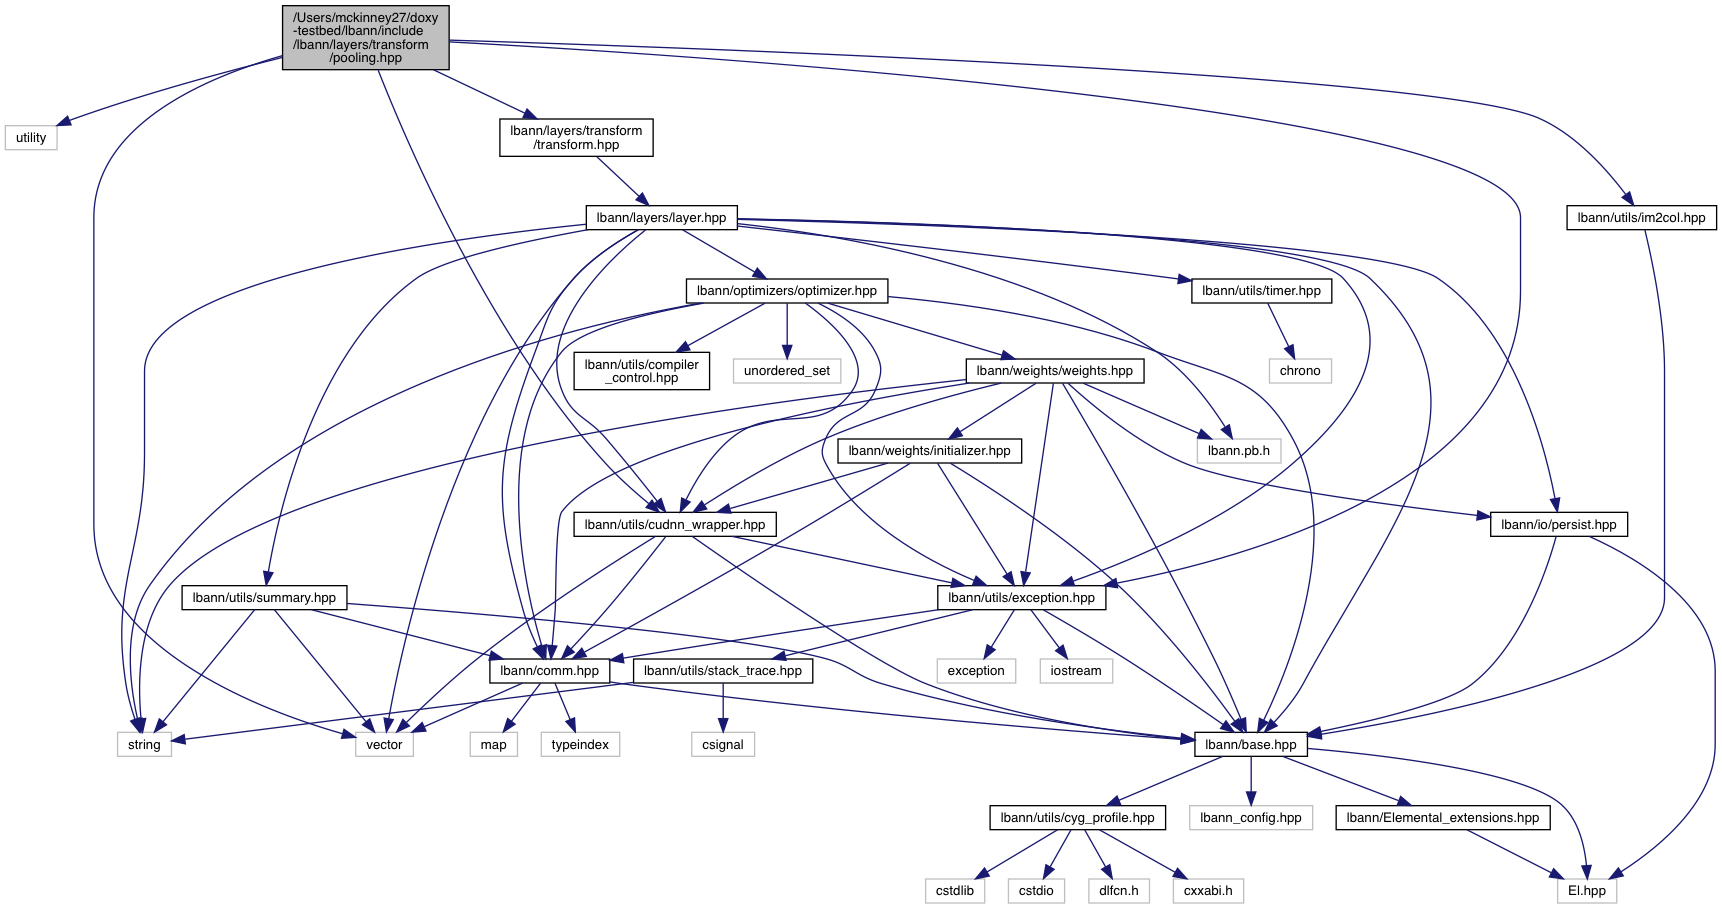 /Users/mckinney27/doxy
-testbed/lbann/include
/lbann/layers/transform
/pooling.hpp
utility
lbann/layers/transform
/transform.hpp
lbann/layers/layer.hpp
lbann/utils/im2col.hpp
lbann/optimizers/optimizer.hpp
lbann/utils/timer.hpp
lbann/utils/compiler
_control.hpp
unordered_set
lbann/weights/weights.hpp
chrono
lbann/weights/initializer.hpp
lbann.pb.h
lbann/utils/cudnn_wrapper.hpp
lbann/io/persist.hpp
lbann/utils/summary.hpp
lbann/utils/exception.hpp
lbann/comm.hpp
lbann/utils/stack_trace.hpp
exception
iostream
string
vector
map
typeindex
csignal
lbann/base.hpp
lbann/utils/cyg_profile.hpp
lbann_config.hpp
lbann/Elemental_extensions.hpp
cstdlib
cstdio
dlfcn.h
cxxabi.h
El.hpp